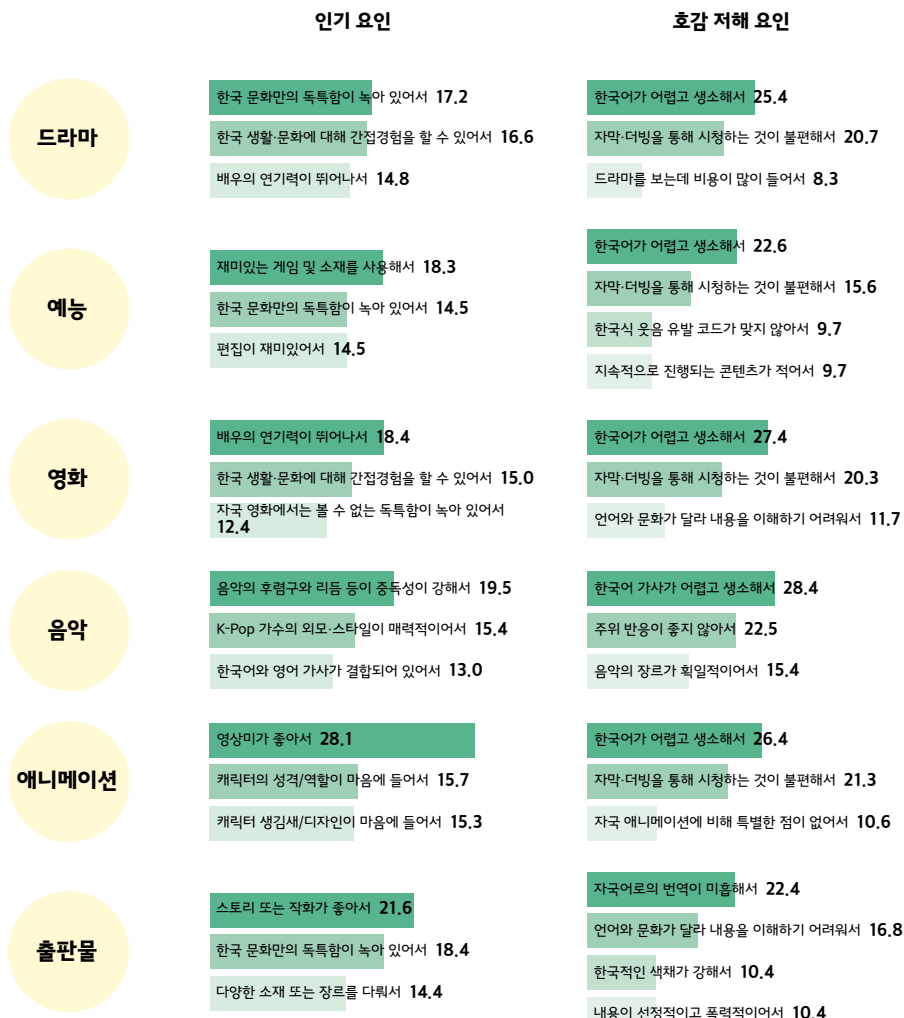 인기 요인
호감 저해 요인
드라마
한국 문화만의 독특함이 녹아 있어서 17.2
한국 생활·문화에 대해 간접경험을 할 수 있어서 16.6
배우의 연기력이 뛰어나서 14.8
한국어가 어렵고 생소해서 25.4
자막·더빙을 통해 시청하는 것이 불편해서 20.7
드라마를 보는데 비용이 많이 들어서 8.3
예능
재미있는 게임 및 소재를 사용해서 18.3
한국 문화만의 독특함이 녹아 있어서 14.5
편집이 재미있어서 14.5
한국어가 어렵고 생소해서 22.6
자막·더빙을 통해 시청하는 것이 불편해서 15.6
한국식 웃음 유발 코드가 맞지 않아서 9.7
지속적으로 진행되는 콘텐츠가 적어서 9.7
영화
배우의 연기력이 뛰어나서 18.4
한국 생활·문화에 대해 간접경험을 할 수 있어서 15.0
자국 영화에서는 볼 수 없는 독특함이 녹아 있어서
12.4
한국어가 어렵고 생소해서 27.4
자막·더빙을 통해 시청하는 것이 불편해서 20.3
언어와 문화가 달라 내용을 이해하기 어려워서 11.7
음악
음악의 후렴구와 리듬 등이 중독성이 강해서 19.5
K-Pop 가수의 외모·스타일이 매력적이어서 15.4
한국어와 영어 가사가 결합되어 있어서 13.0
한국어 가사가 어렵고 생소해서 28.4
주위 반응이 좋지 않아서 22.5
음악의 장르가 획일적이어서 15.4
애니메이션
영상미가 좋아서 28.1
캐릭터의 성격/역할이 마음에 들어서 15.7
캐릭터 생김새/디자인이 마음에 들어서 15.3
한국어가 어렵고 생소해서 26.4
자막·더빙을 통해 시청하는 것이 불편해서 21.3
자국 애니메이션에 비해 특별한 점이 없어서 10.6
출판물
스토리 또는 작화가 좋아서 21.6
한국 문화만의 독특함이 녹아 있어서 18.4
다양한 소재 또는 장르를 다뤄서 14.4
자국어로의 번역이 미흡해서 22.4
언어와 문화가 달라 내용을 이해하기 어려워서 16.8
한국적인 색채가 강해서 10.4
내용이 선정적이고 폭력적이어서 10.4